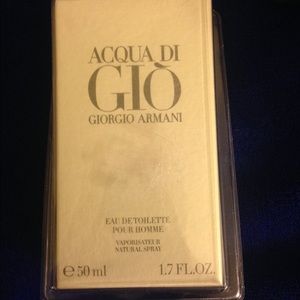 ACQUA DI
GIÒ
GIORGIO ARMANI
EAU DE TOILETTE
POUR HOMME
VAPORISATEUR
NATURAL SPRAY
℮ 50 ml 1.7 FL.OZ.